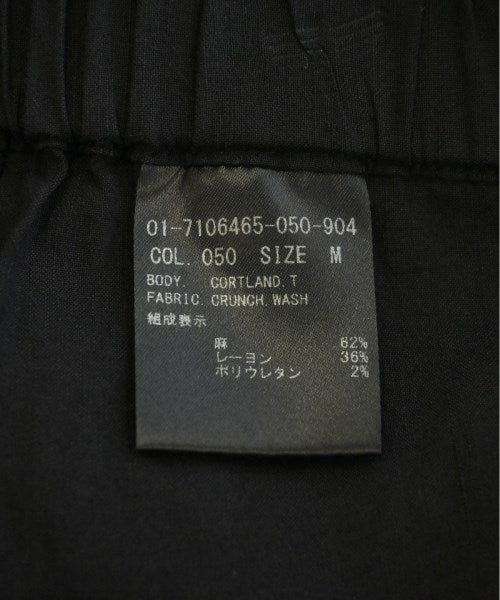 01-7106465-050-904
COL. 050 SIZE M
BODY. CORTLAND.T
FABRIC. CRUNCH.WASH
組成表示
麻 62%
レーヨン 36%
ポリウレタン 2%